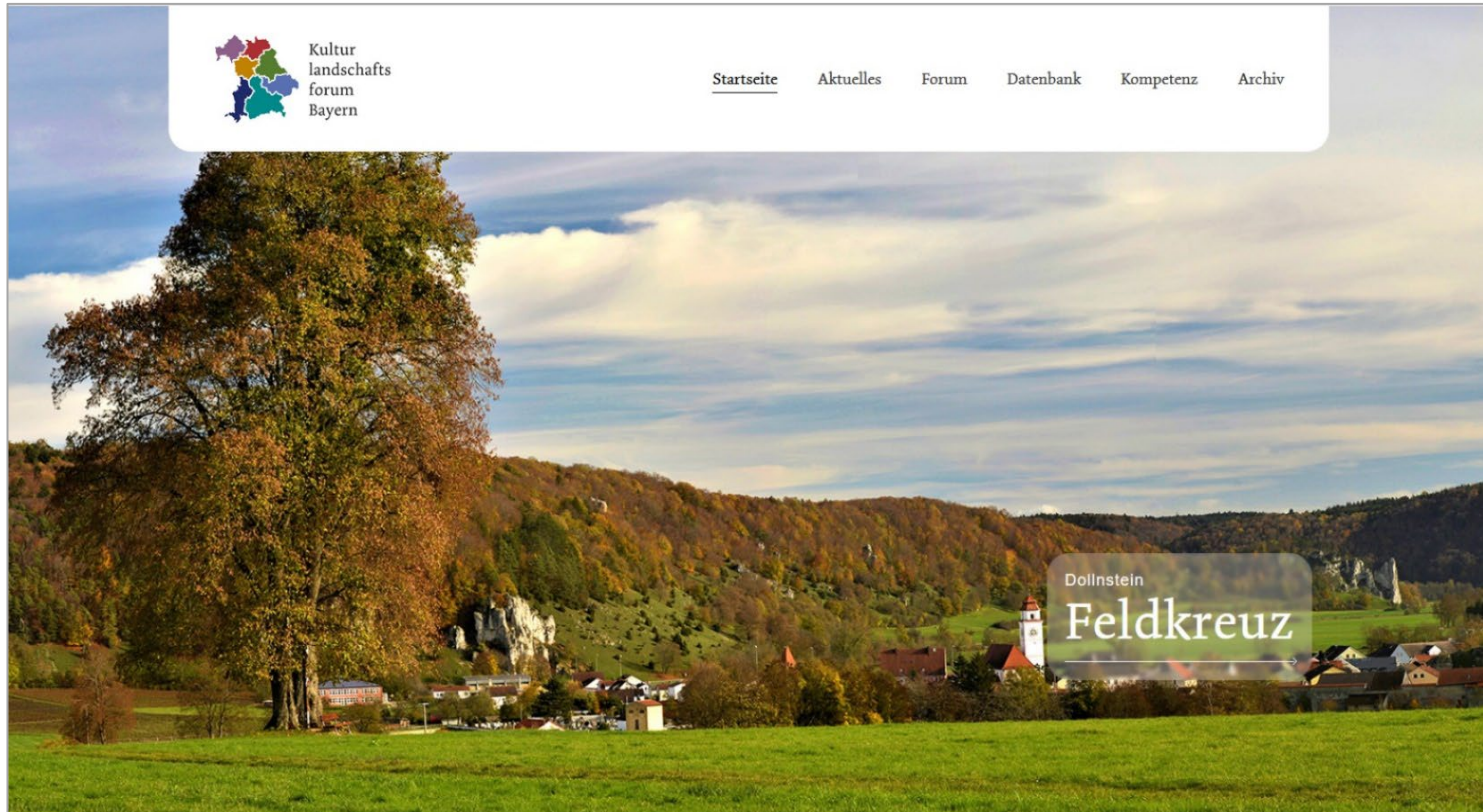 Kultur
landschafts
forum
Bayern
Startseite Aktuelles Forum Datenbank Kompetenz Archiv
Dollnstein
Feldkreuz